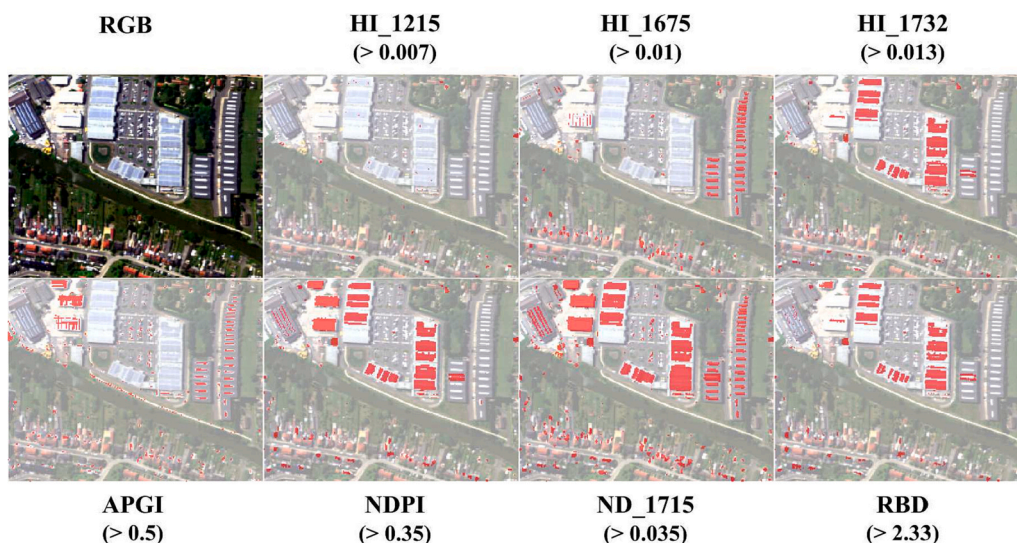 RGB
HI_1215
HI_1675
HI_1732
(> 0.007)
(> 0.01)
(> 0.013)
APGI
NDPI
ND_1715
RBD
(> 0.5)
(> 0.35)
(> 0.035)
(> 2.33)